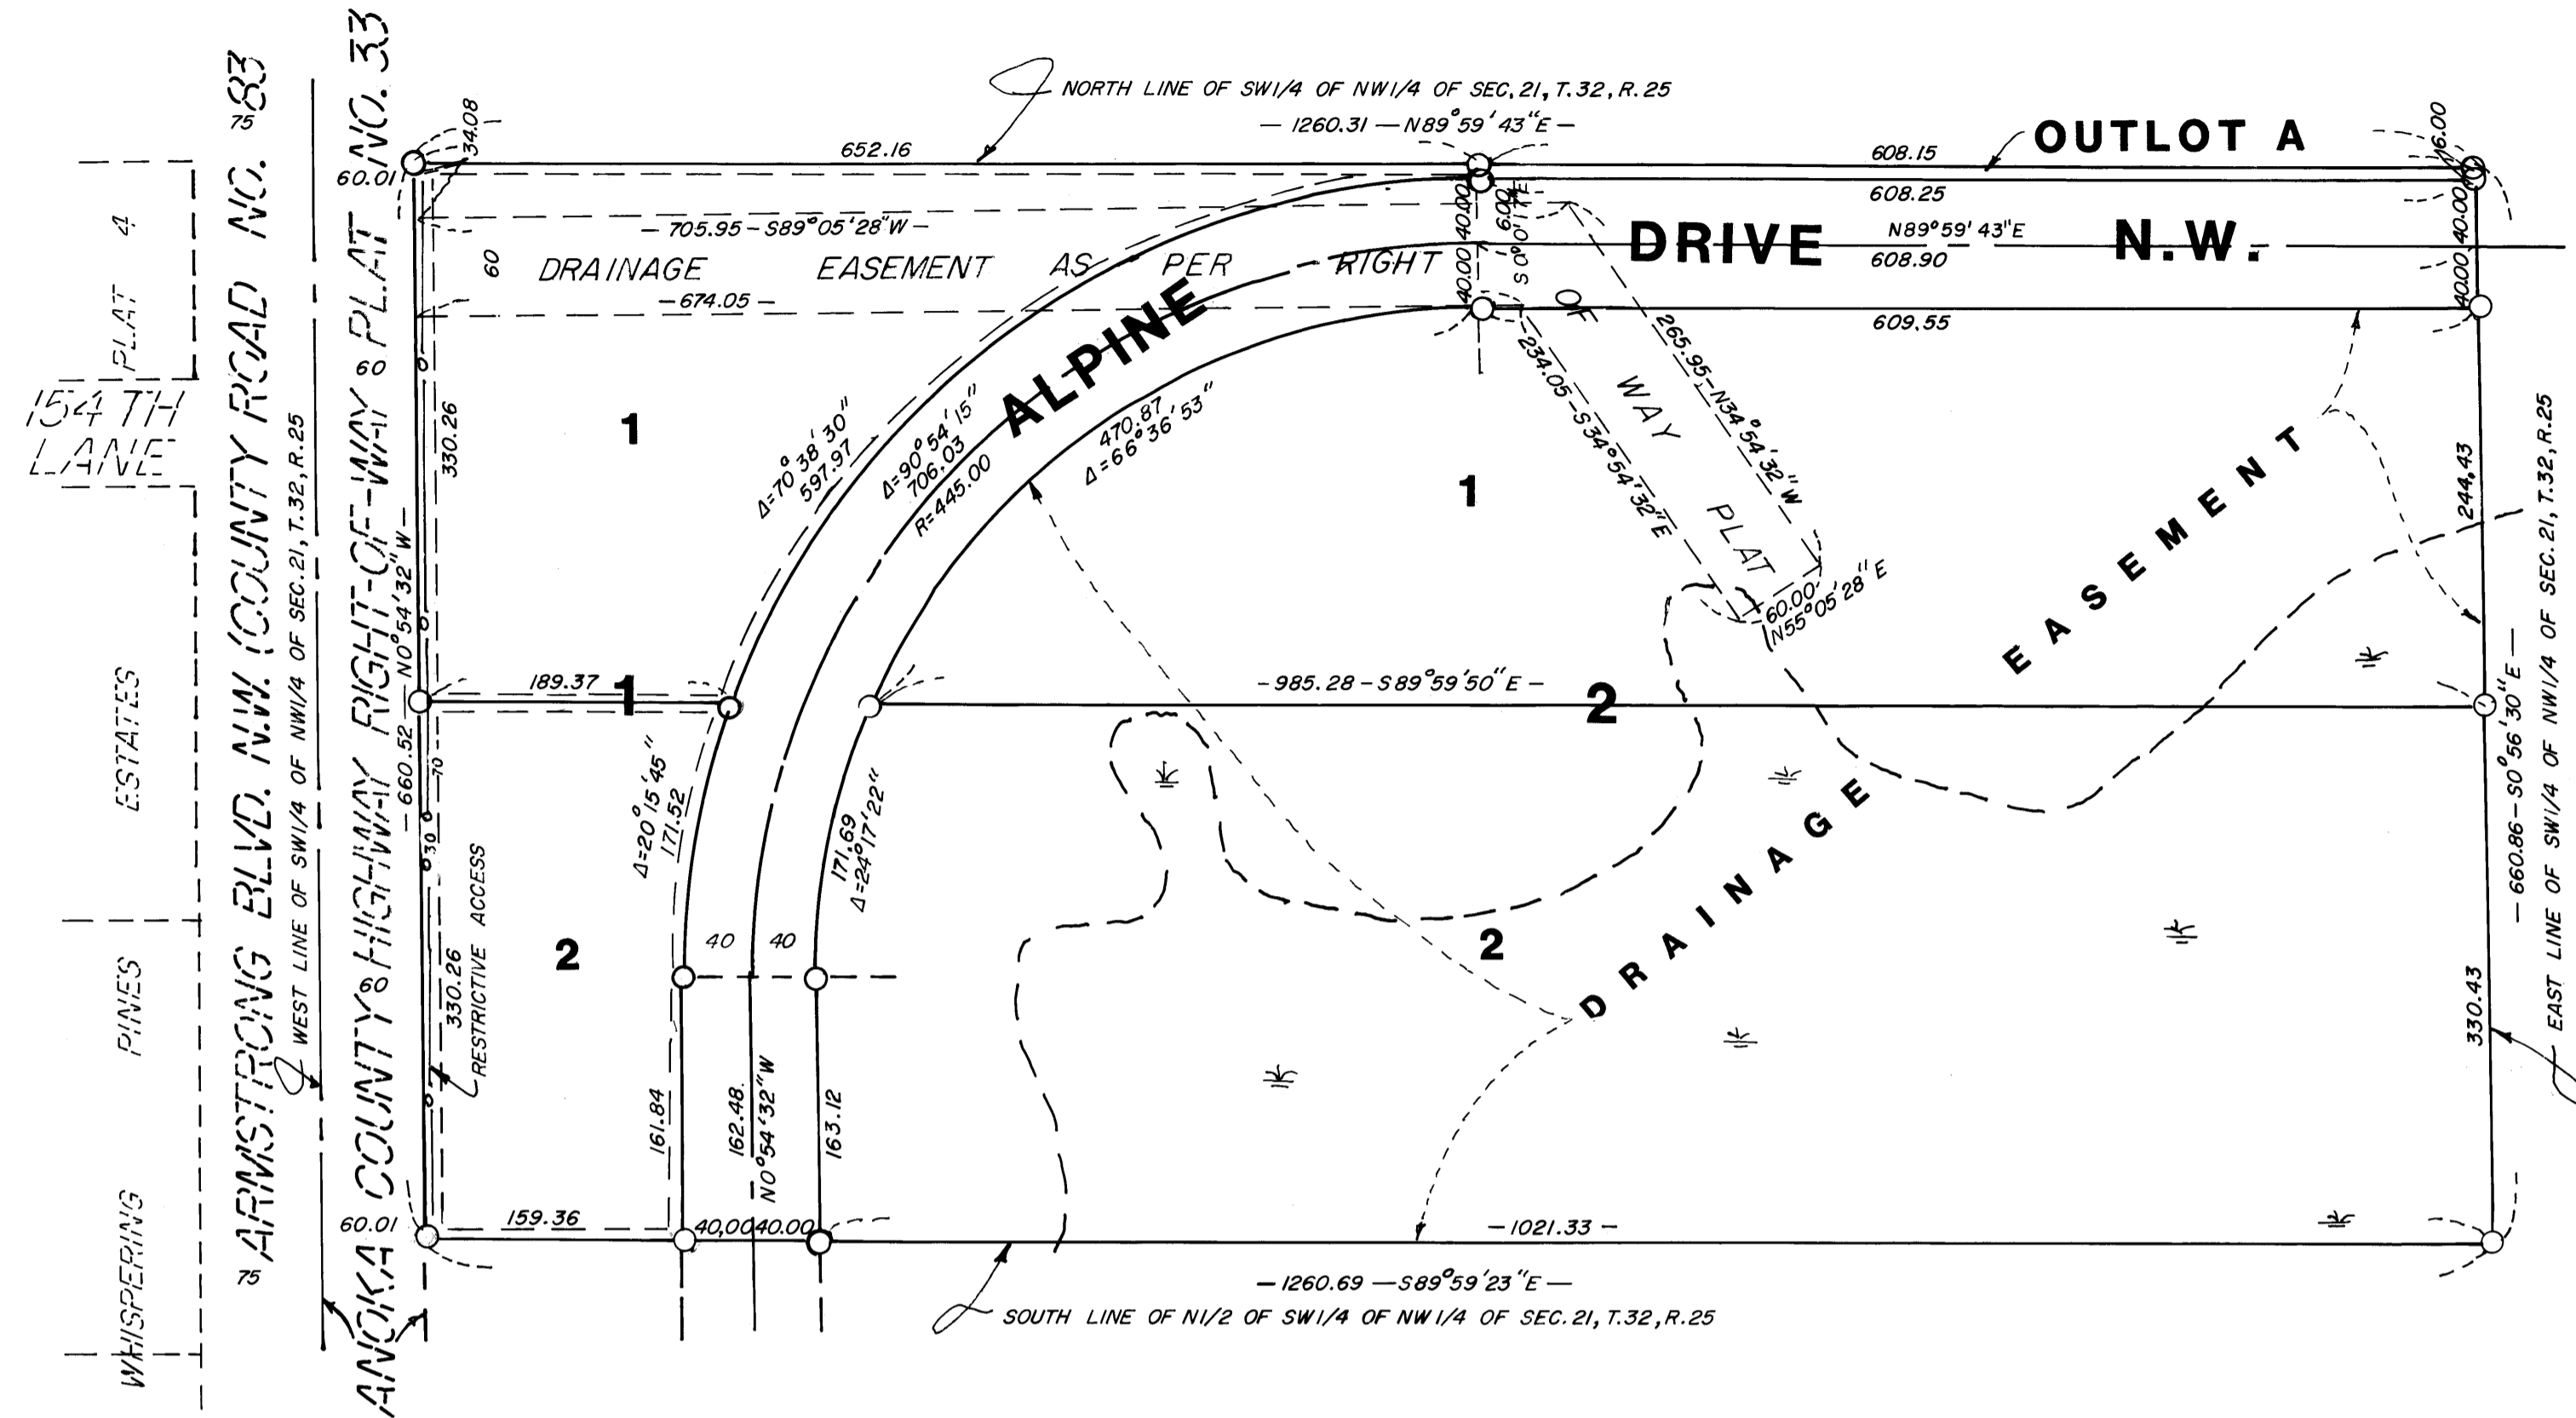 NORTH LINE OF SW1/4 OF NW1/4 OF SEC. 21, T.32, R.25
— 1260.31 — N89°59'43"E —
652.16
608.15
OUTLOT A
16.00
34.08
60.01
608.25
40.00
40.00
6.00
40.00
40.00
— 705.95 – S89°05'28"W —
DRIVE N.W.
N89°59'43"E
608.90
60
DRAINAGE EASEMENT AS PER RIGHT
OF
WAY
PLAT
— 674.05 —
609.55
ALPINE
265.95 – N34°54'32"W
234.05 – S34°54'32"E
60.00
N55°05'28"E
Δ=70°38'30"
597.97
Δ=90°54'15"
706.03
R=445.00
470.87
Δ=66°36'53"
1
1
60
330.26
244.43
EASEMENT
189.37
1
— 985.28 – S89°59'50"E —
2
— 660.52 — N0°54'32"W —
— 660.86 – S0°56'30"E —
EAST LINE OF SW1/4 OF NW1/4 OF SEC. 21, T.32, R.25
70
30
Δ=20°15'45"
171.52
171.69
Δ=24°17'22"
DRAINAGE
2
40
40
2
60
330.26
RESTRICTIVE ACCESS
330.43
161.84
162.48
N0°54'32"W
163.12
60.01
159.36
40.00
40.00
— 1021.33 —
— 1260.69 — S89°59'23"E —
SOUTH LINE OF N1/2 OF SW1/4 OF NW1/4 OF SEC. 21, T.32, R.25
75
75
ARMSTRONG BLVD. N.W. (COUNTY ROAD NO. 83
WEST LINE OF SW1/4 OF NW1/4 OF SEC. 21, T.32, R.25
ANOKA COUNTY HIGHWAY RIGHT-OF-WAY PLAT NO. 33
154TH
LANE
WHISPERING PINES ESTATES PLAT 4